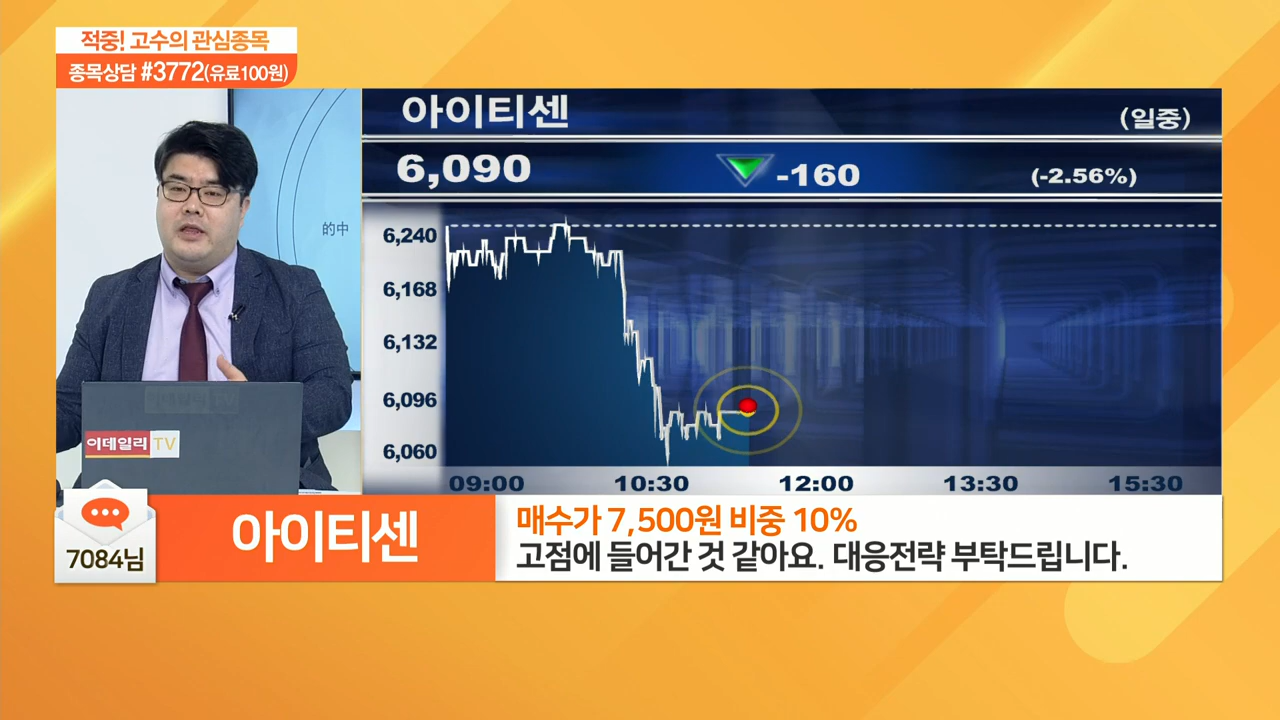 적중! 고수의 관심종목
종목상담 #3772(유료100원)
的中
이데일리TV
아이티센
(일중)
6,090
-160
(-2.56%)
6,240
6,168
6,132
6,096
6,060
09:00
10:30
12:00
13:30
15:30
7084님
아이티센
매수가 7,500원 비중 10%
고점에 들어간 것 같아요. 대응전략 부탁드립니다.